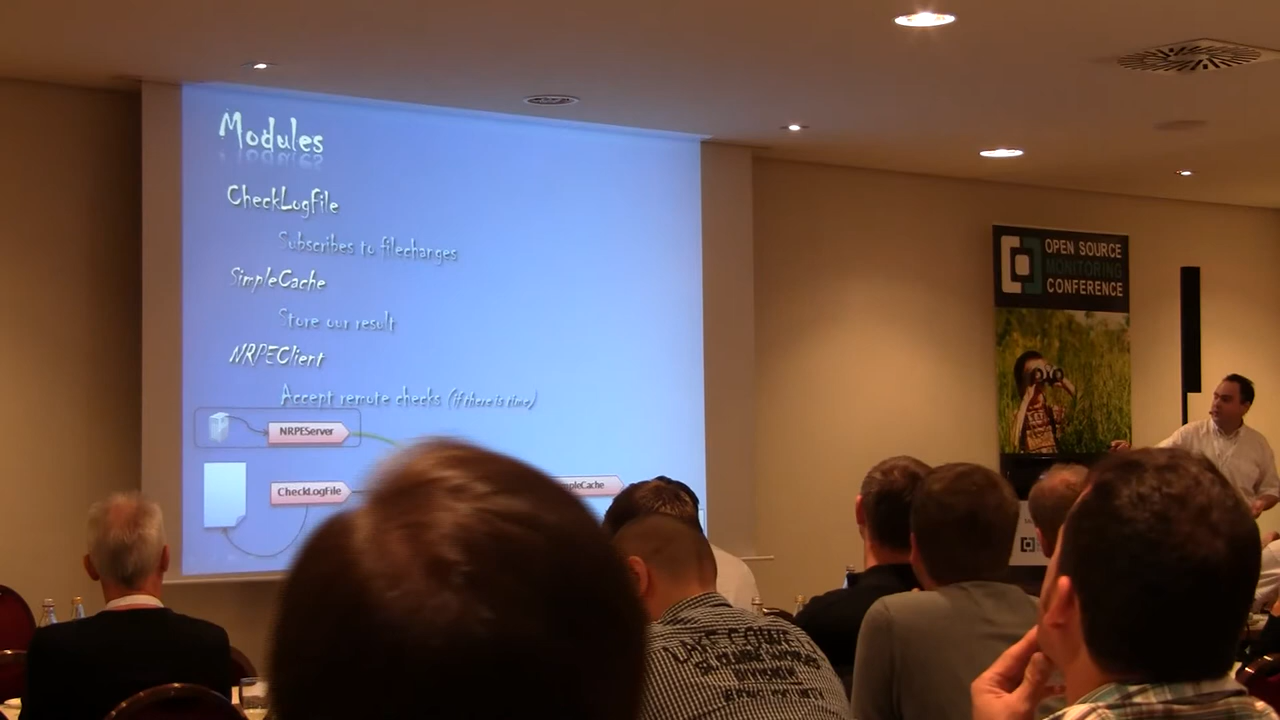 Modules
CheckLogFile
Subscribes to filechanges
SimpleCache
Store our result
NRPEClient
Accept remote checks (if there is time)
NRPEServer
CheckLogFile
mpleCache
OPEN SOURCE
MONITORING
CONFERENCE